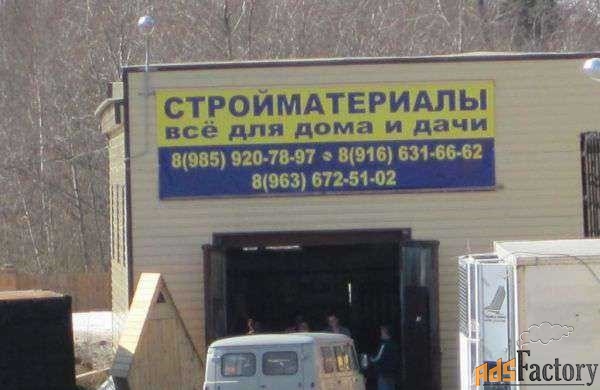 СТРОЙМАТЕРИАЛЫ
всё для дома и дачи
8(985) 920-78-97 8(916) 631-66-62
8(963) 672-51-02
AdsFactory